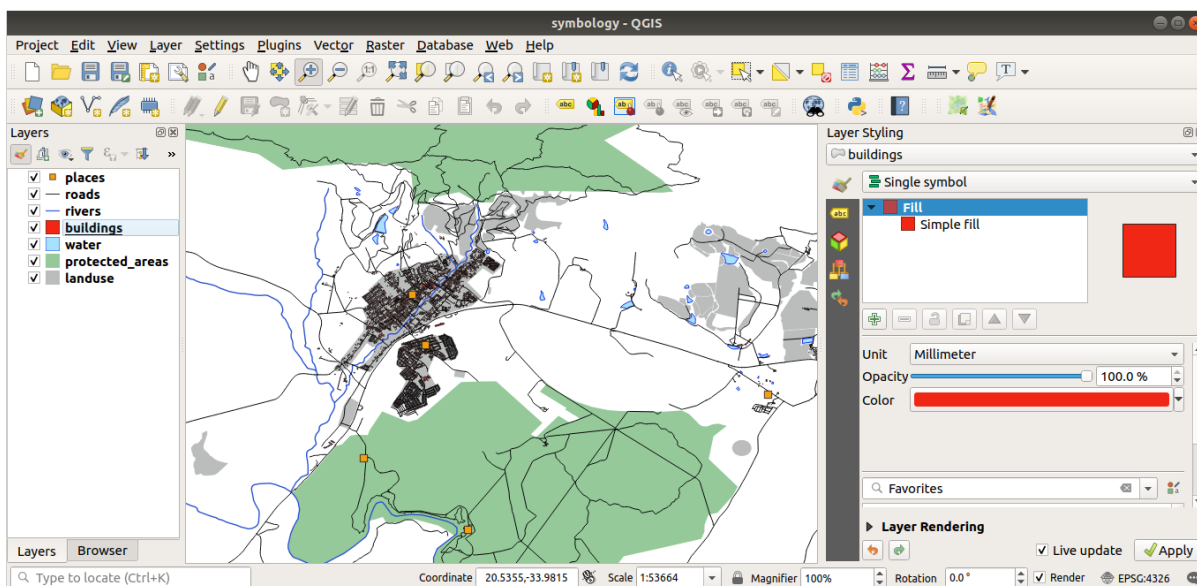 symbology - QGIS
Project Edit View Layer Settings Plugins Vector Raster Database Web Help
Layers
places
roads
rivers
buildings
water
protected_areas
landuse
Layers Browser
Layer Styling
buildings
abc
Single symbol
Fill
Simple fill
Unit Millimeter
Opacity 100.0 %
Color
Favorites
Layer Rendering
Live update Apply
Type to locate (Ctrl+K) Coordinate 20.5355,-33.9815 Scale 1:53664 Magnifier 100% Rotation 0.0° Render EPSG:4326